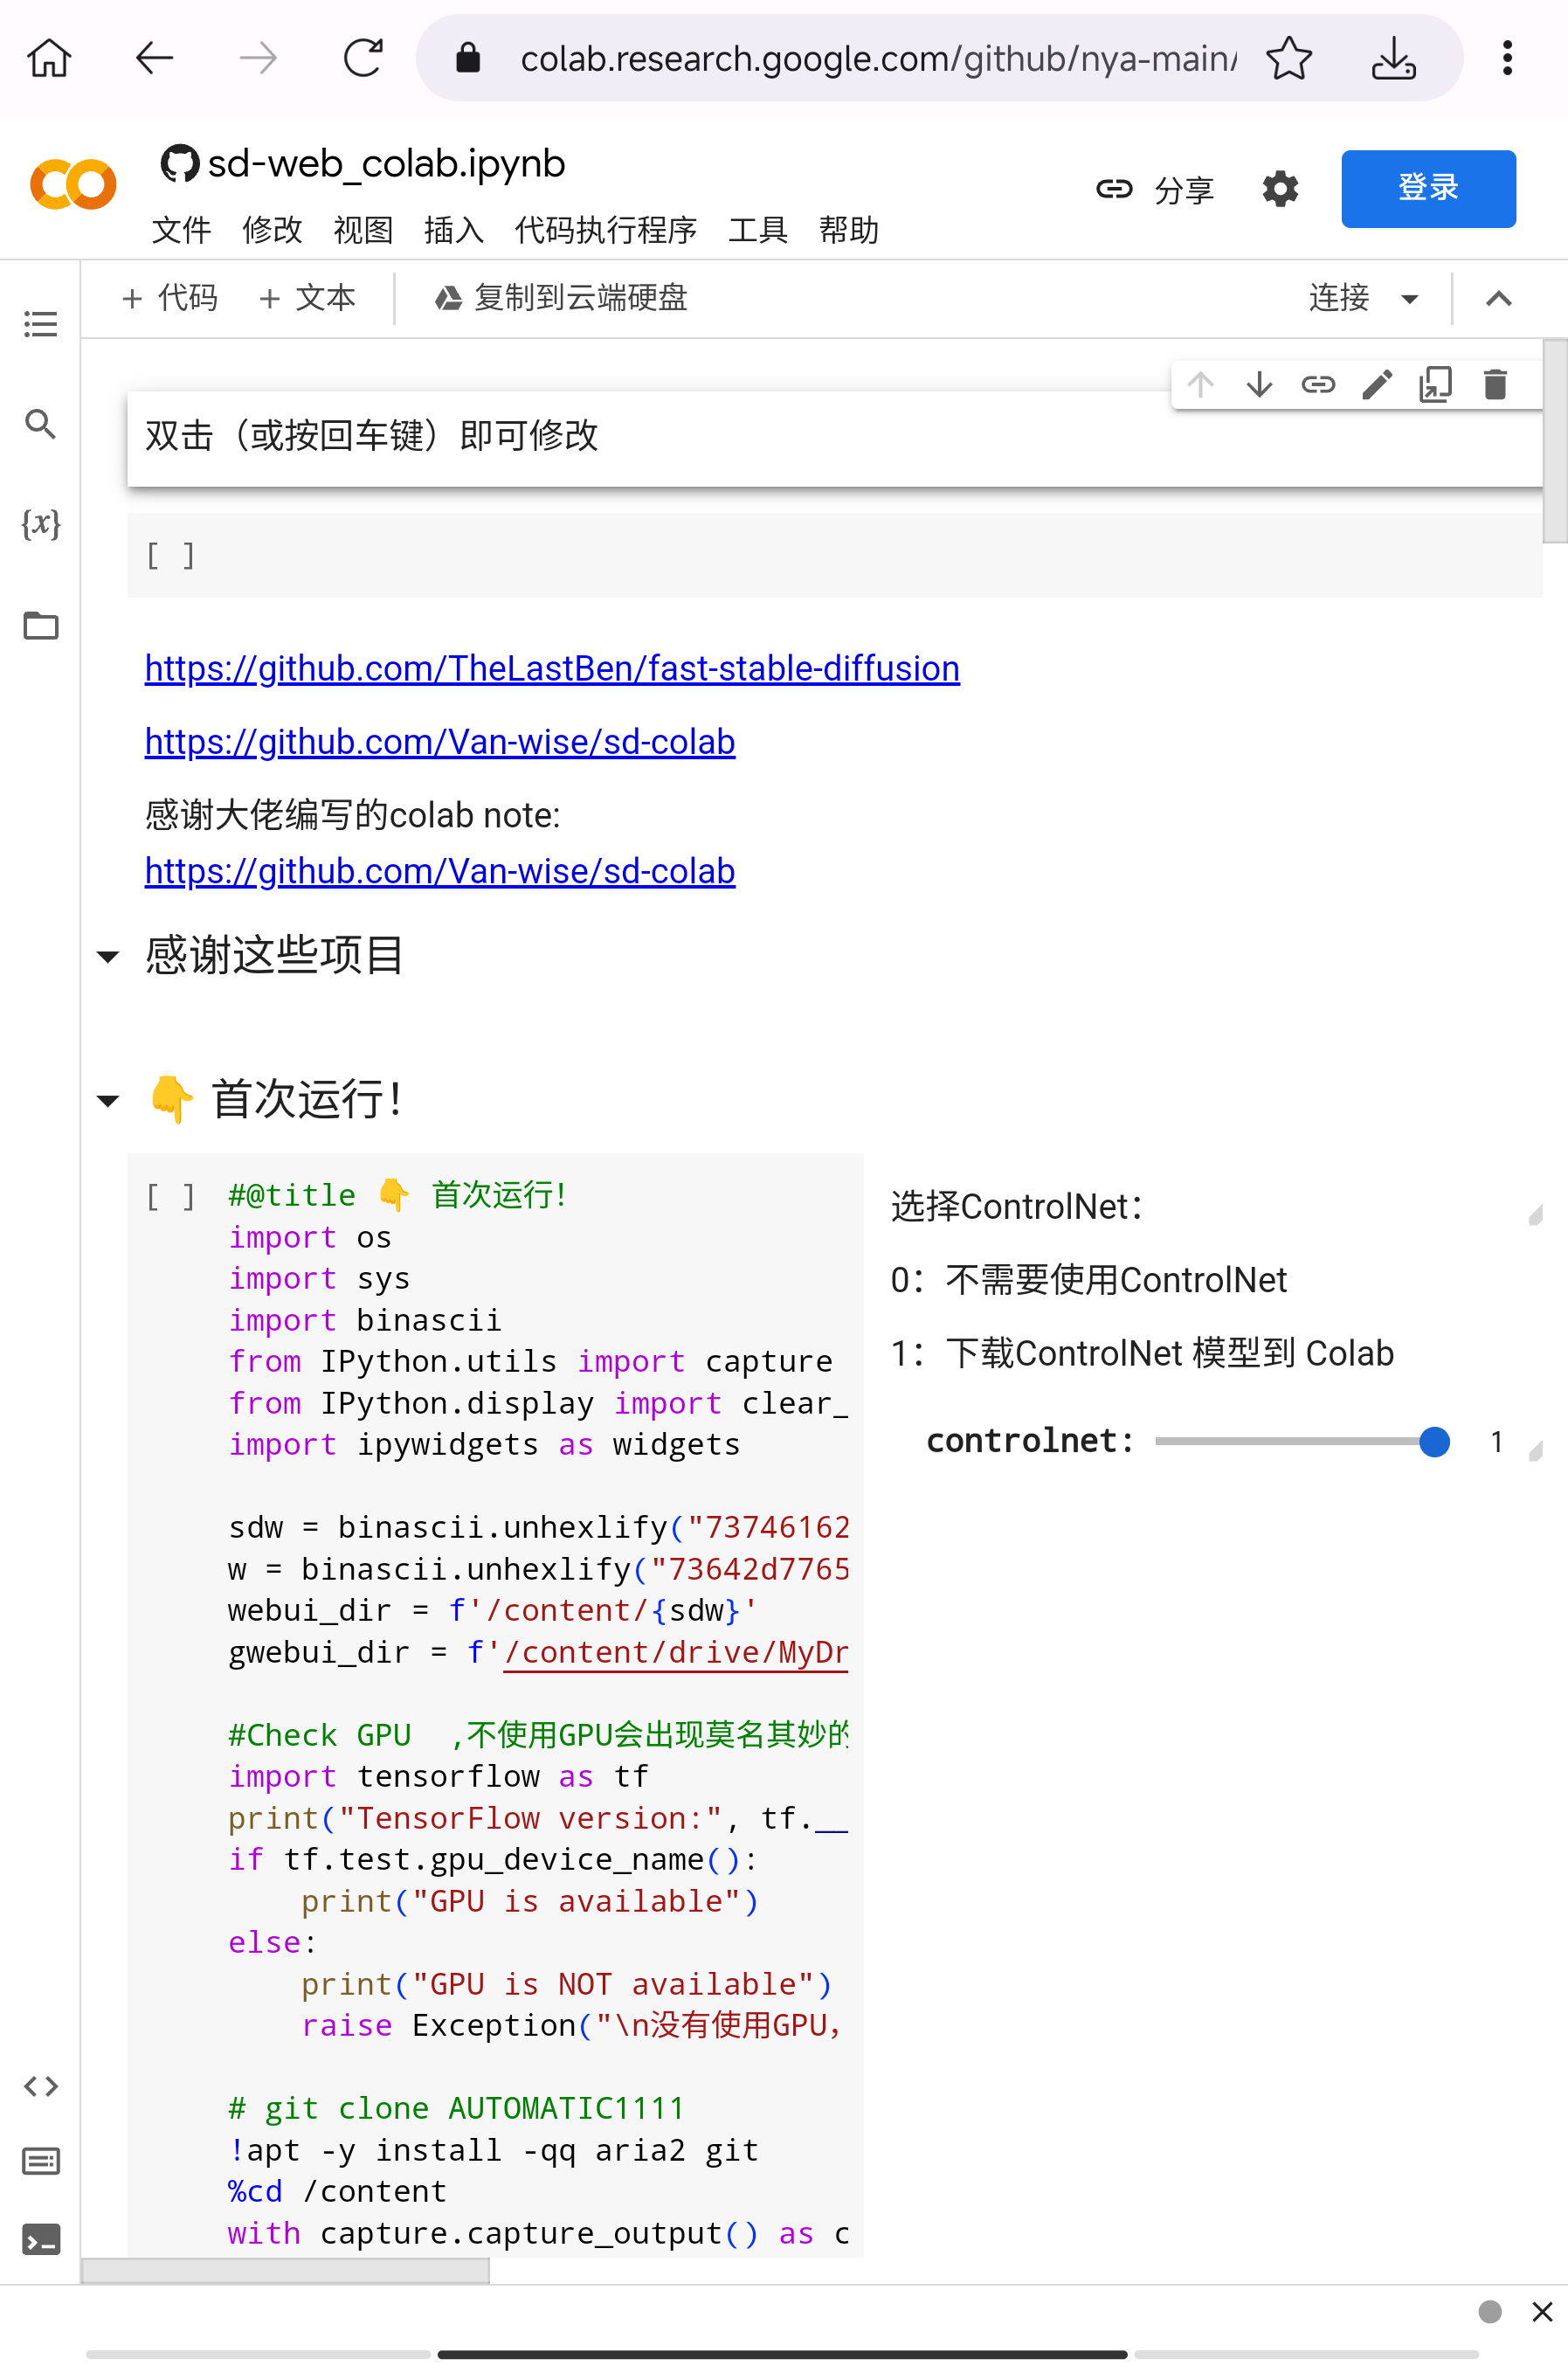 colab.research.google.com/github/nya-main/
sd-web_colab.ipynb
分享
登录
文件 修改 视图 插入 代码执行程序 工具 帮助
+ 代码 + 文本 复制到云端硬盘 连接
双击（或按回车键）即可修改
{x}
[ ]
https://github.com/TheLastBen/fast-stable-diffusion
https://github.com/Van-wise/sd-colab
感谢大佬编写的colab note:
https://github.com/Van-wise/sd-colab
感谢这些项目
👇 首次运行！
[ ] #@title 👇 首次运行！
import os
import sys
import binascii
from IPython.utils import capture
from IPython.display import clear_
import ipywidgets as widgets
sdw = binascii.unhexlify("73746162
w = binascii.unhexlify("73642d7765
webui_dir = f'/content/{sdw}'
gwebui_dir = f'/content/drive/MyDr
#Check GPU  ,不使用GPU会出现莫名其妙的
import tensorflow as tf
print("TensorFlow version:", tf.__
if tf.test.gpu_device_name():
    print("GPU is available")
else:
    print("GPU is NOT available")
    raise Exception("\n没有使用GPU，
# git clone AUTOMATIC1111
!apt -y install -qq aria2 git
%cd /content
with capture.capture_output() as c
选择ControlNet：
0：不需要使用ControlNet
1：下载ControlNet 模型到 Colab
controlnet: 1